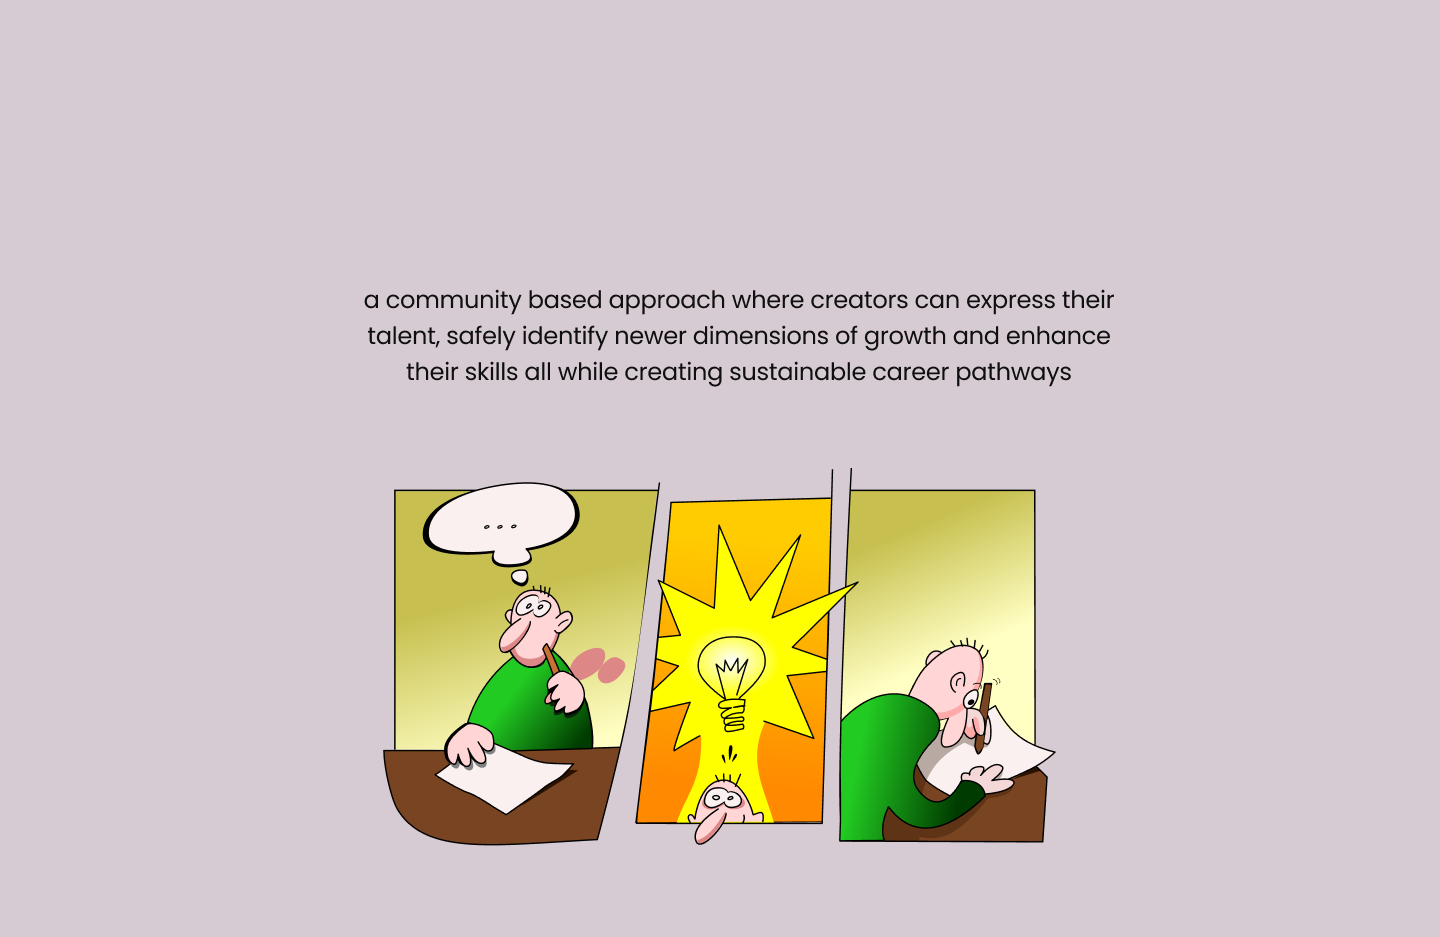 a community based approach where creators can express their
talent, safely identify newer dimensions of growth and enhance
their skills all while creating sustainable career pathways
...